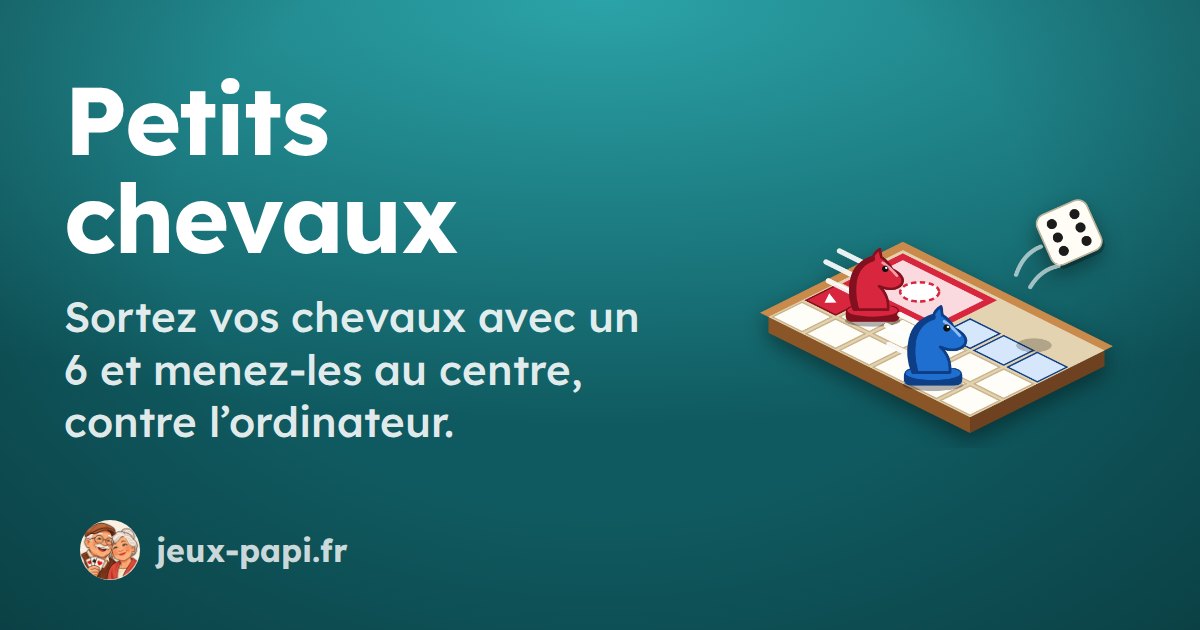 Petits
chevaux
Sortez vos chevaux avec un
6 et menez-les au centre,
contre l’ordinateur.
jeux-papi.fr